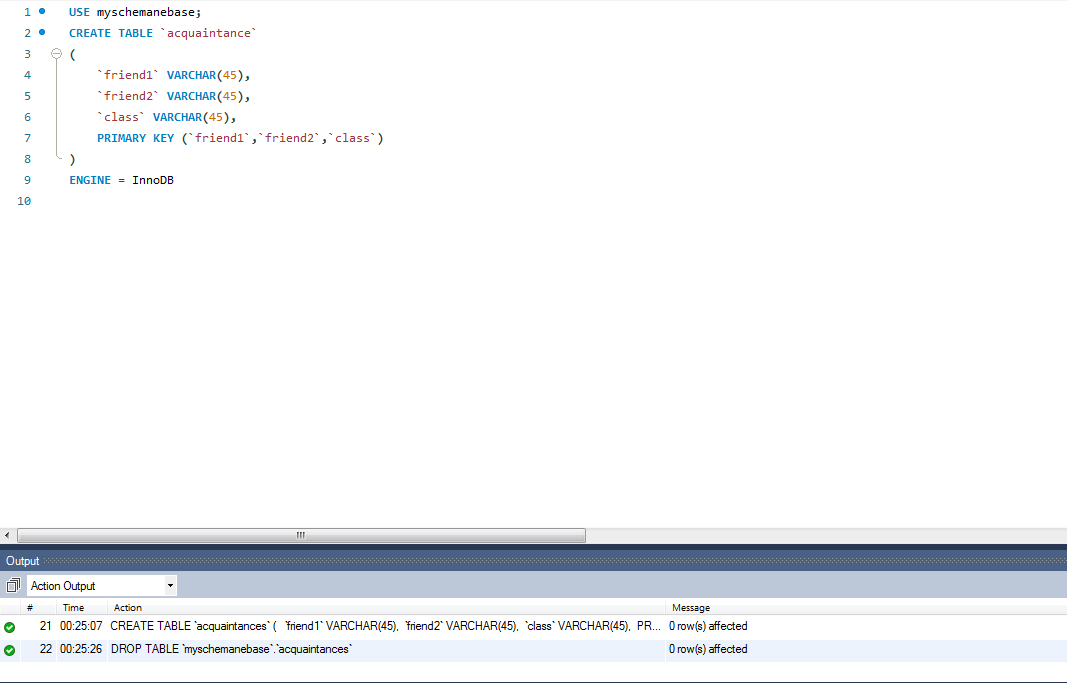 1 USE myschemanebase;
2 CREATE TABLE `acquaintance`
3 (
4 `friend1` VARCHAR(45),
5 `friend2` VARCHAR(45),
6 `class` VARCHAR(45),
7 PRIMARY KEY (`friend1`,`friend2`,`class`)
8 )
9 ENGINE = InnoDB
10
Output
Action Output
# Time Action Message
21 00:25:07 CREATE TABLE `acquaintances` ( `friend1` VARCHAR(45), `friend2` VARCHAR(45), `class` VARCHAR(45), PR... 0 row(s) affected
22 00:25:26 DROP TABLE `myschemanebase`.`acquaintances` 0 row(s) affected